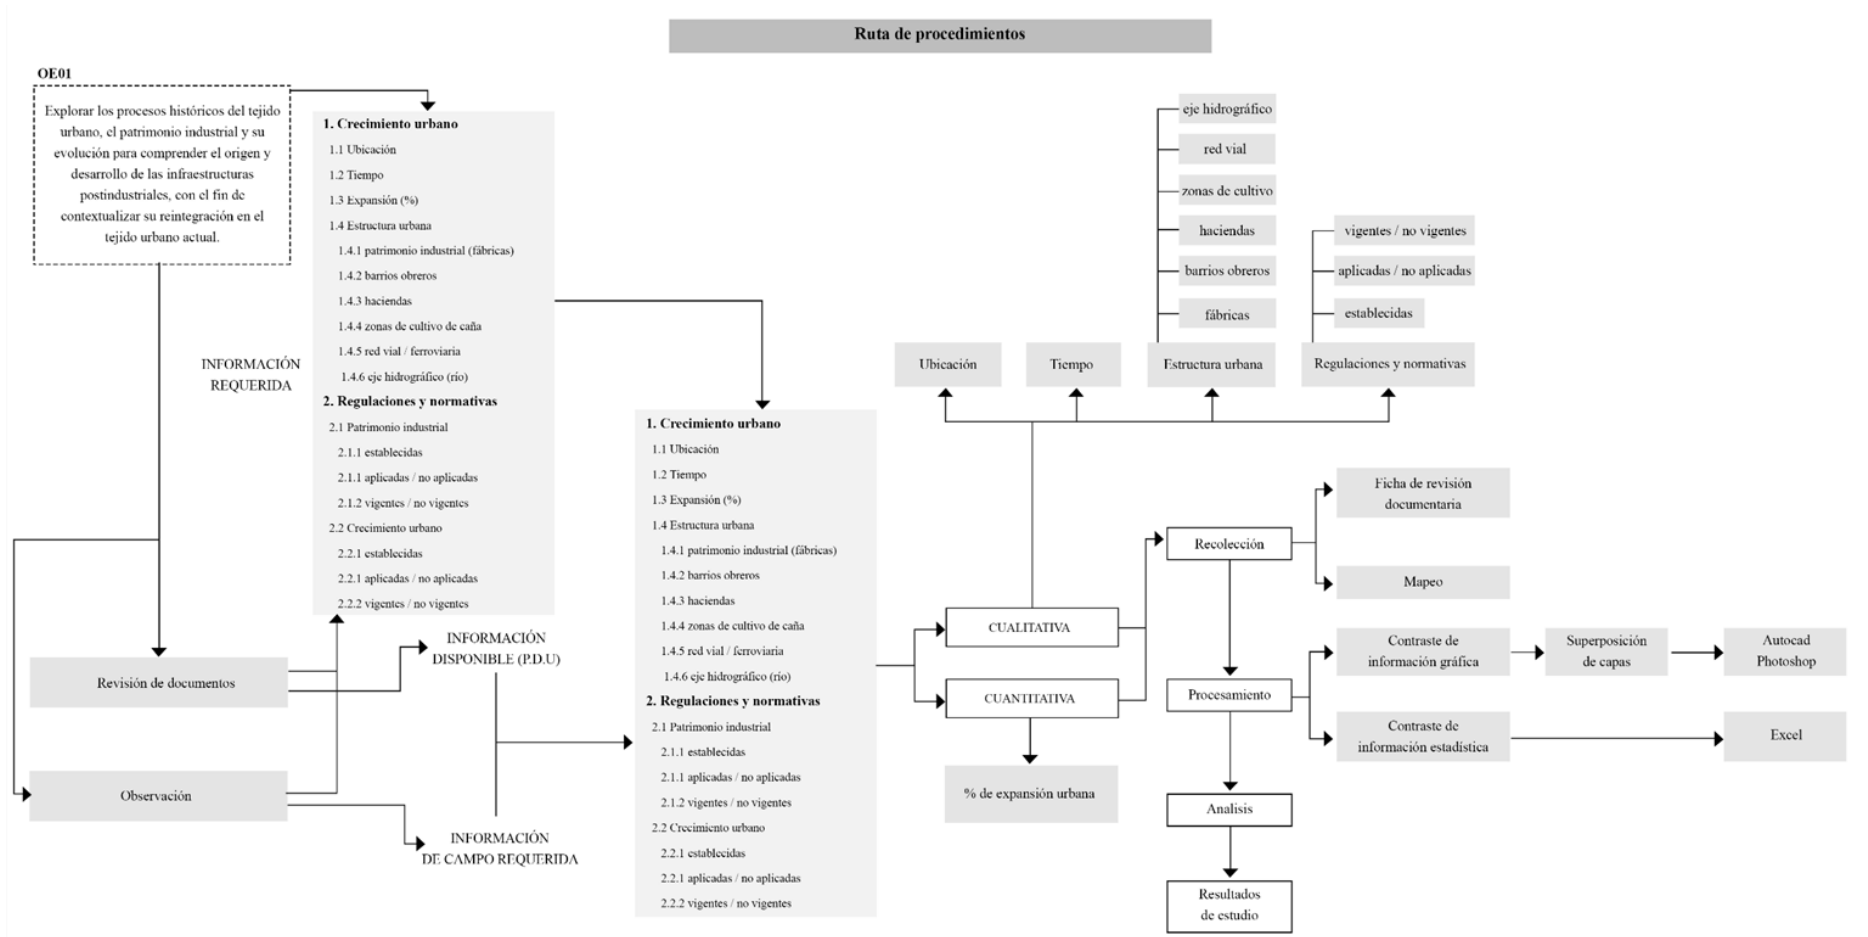 Ruta de procedimientos
OE01
Explorar los procesos históricos del tejido
urbano, el patrimonio industrial y su
evolución para comprender el origen y
desarrollo de las infraestructuras
postindustriales, con el fin de
contextualizar su reintegración en el
tejido urbano actual.
INFORMACIÓN
REQUERIDA
1. Crecimiento urbano
1.1 Ubicación
1.2 Tiempo
1.3 Expansión (%)
1.4 Estructura urbana
1.4.1 patrimonio industrial (fábricas)
1.4.2 barrios obreros
1.4.3 haciendas
1.4.4 zonas de cultivo de caña
1.4.5 red vial / ferroviaria
1.4.6 eje hidrográfico (río)
2. Regulaciones y normativas
2.1 Patrimonio industrial
2.1.1 establecidas
2.1.1 aplicadas / no aplicadas
2.1.2 vigentes / no vigentes
2.2 Crecimiento urbano
2.2.1 establecidas
2.2.1 aplicadas / no aplicadas
2.2.2 vigentes / no vigentes
Revisión de documentos
Observación
INFORMACIÓN
DISPONIBLE (P.D.U)
INFORMACIÓN
DE CAMPO REQUERIDA
1. Crecimiento urbano
1.1 Ubicación
1.2 Tiempo
1.3 Expansión (%)
1.4 Estructura urbana
1.4.1 patrimonio industrial (fábricas)
1.4.2 barrios obreros
1.4.3 haciendas
1.4.4 zonas de cultivo de caña
1.4.5 red vial / ferroviaria
1.4.6 eje hidrográfico (río)
2. Regulaciones y normativas
2.1 Patrimonio industrial
2.1.1 establecidas
2.1.1 aplicadas / no aplicadas
2.1.2 vigentes / no vigentes
2.2 Crecimiento urbano
2.2.1 establecidas
2.2.1 aplicadas / no aplicadas
2.2.2 vigentes / no vigentes
CUALITATIVA
CUANTITATIVA
% de expansión urbana
Ubicación
Tiempo
eje hidrográfico
red vial
zonas de cultivo
haciendas
barrios obreros
fábricas
Estructura urbana
vigentes / no vigentes
aplicadas / no aplicadas
establecidas
Regulaciones y normativas
Recolección
Ficha de revisión
documentaria
Mapeo
Procesamiento
Contraste de
información gráfica
Superposición
de capas
Autocad
Photoshop
Contraste de
información estadística
Excel
Analisis
Resultados
de estudio